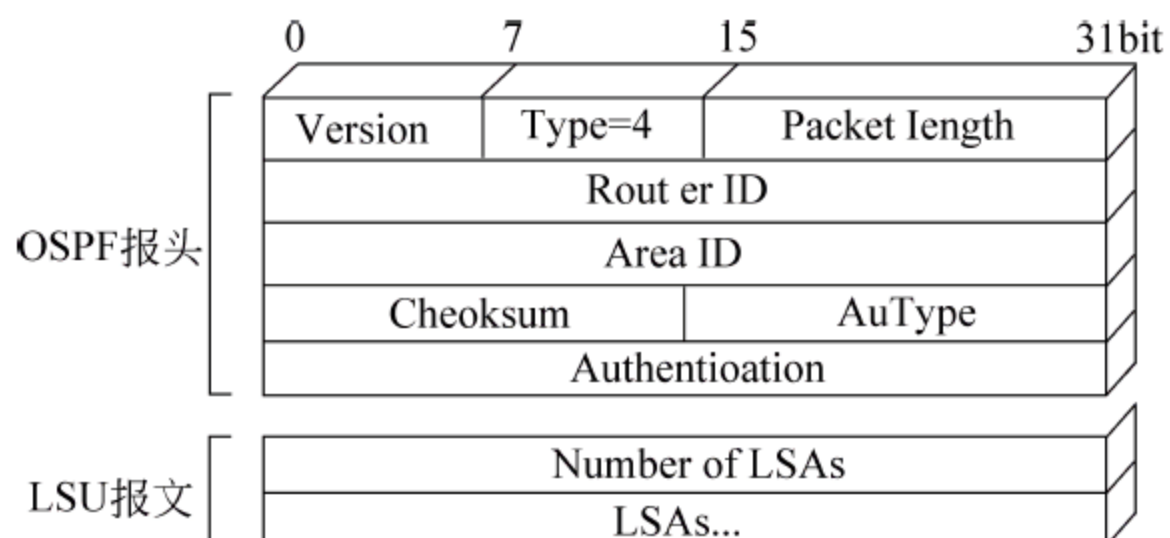 0 7 15 31bit
Version Type=4 Packet Iength
Rout er ID
OSPF报头 Area ID
Cheoksum AuType
Authentioation
Number of LSAs
LSU报文 LSAs...